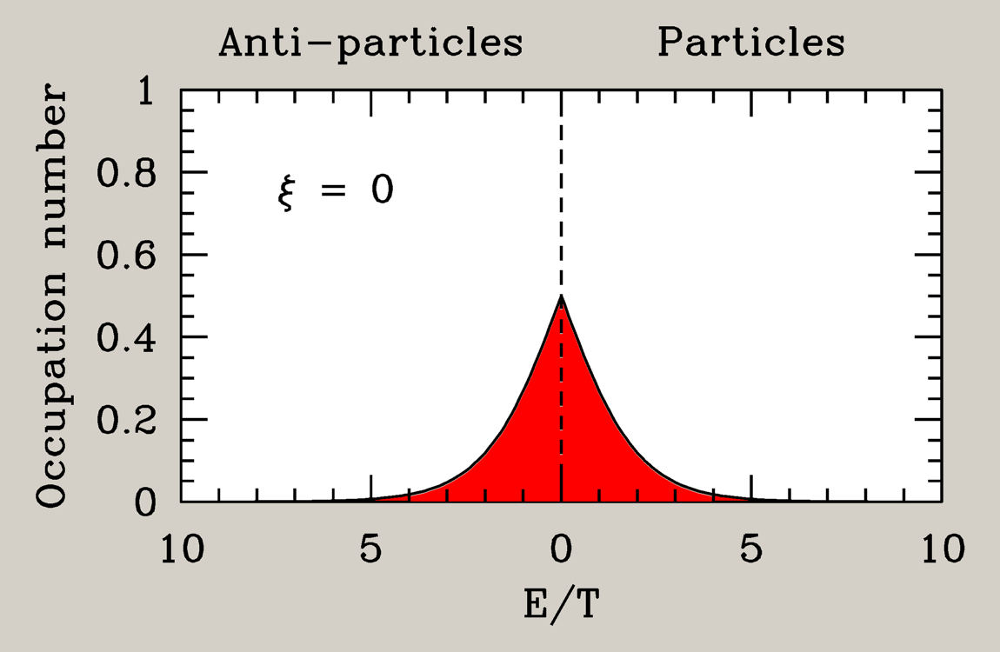 Anti−particles Particles
Occupation number
1
0.8
0.6
0.4
0.2
0
ξ = 0
10 5 0 5 10
E/T